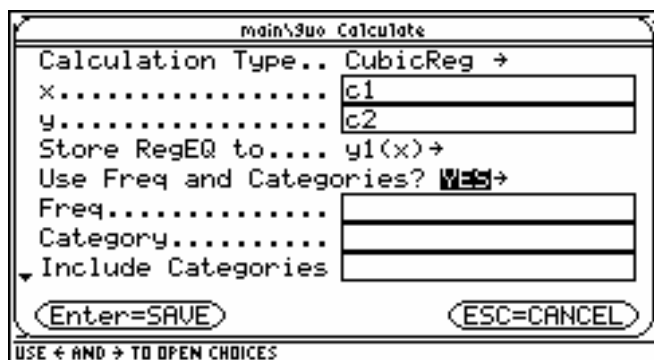 main\guo Calculate
Calculation Type.. CubicReg →
x................. c1
y................. c2
Store RegEQ to.... y1(x)→
Use Freq and Categories? YES→
Freq..............
Category..........
Include Categories
Enter=SAVE ESC=CANCEL
USE ← AND → TO OPEN CHOICES